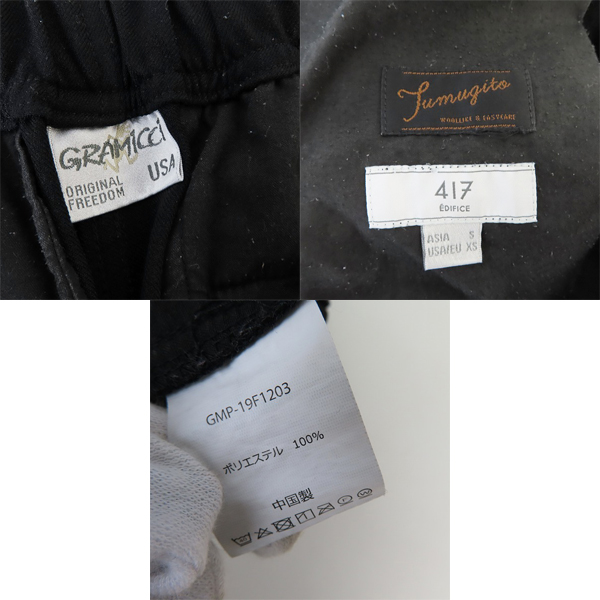 GRAMICCI
USA
ORIGINAL
FREEDOM
Tumugito
WOOLLIKE & EASYCARE
417
ÉDIFICE
ASIA S
USA/EU XS
GMP-19F1203
ポリエステル 100%
中国製